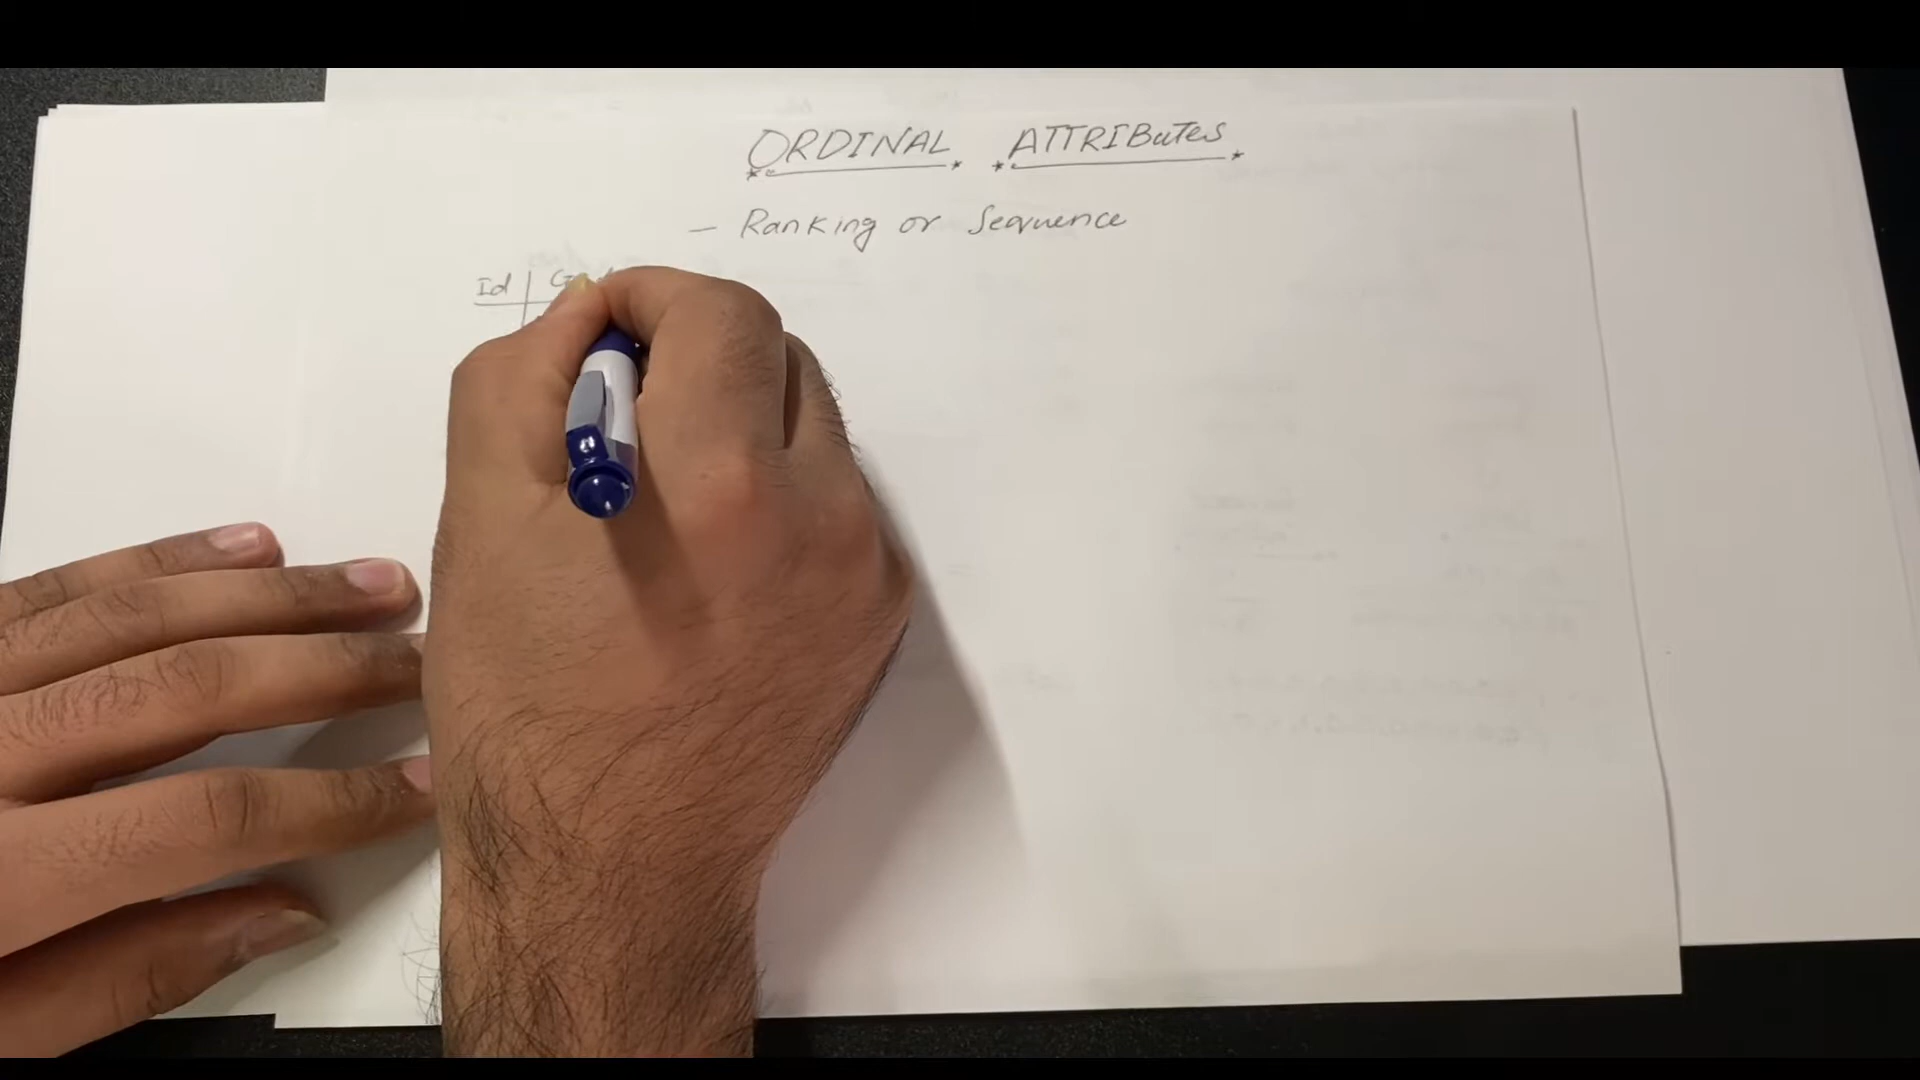 ORDINAL ATTRIButes
- Ranking or Sequence
Id